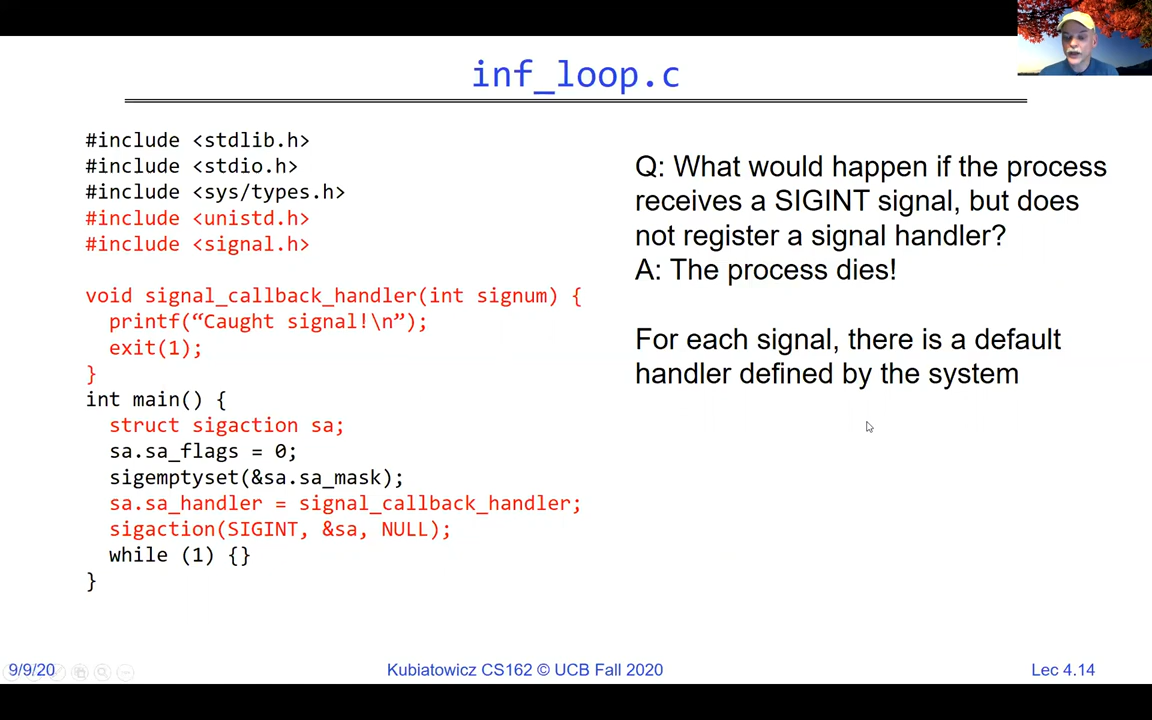 inf_loop.c
#include <stdlib.h>
#include <stdio.h>
#include <sys/types.h>
#include <unistd.h>
#include <signal.h>
void signal_callback_handler(int signum) {
printf(“Caught signal!\n”);
exit(1);
}
int main() {
struct sigaction sa;
sa.sa_flags = 0;
sigemptyset(&sa.sa_mask);
sa.sa_handler = signal_callback_handler;
sigaction(SIGINT, &sa, NULL);
while (1) {}
}
Q: What would happen if the process
receives a SIGINT signal, but does
not register a signal handler?
A: The process dies!
For each signal, there is a default
handler defined by the system
9/9/20
Kubiatowicz CS162 © UCB Fall 2020
Lec 4.14